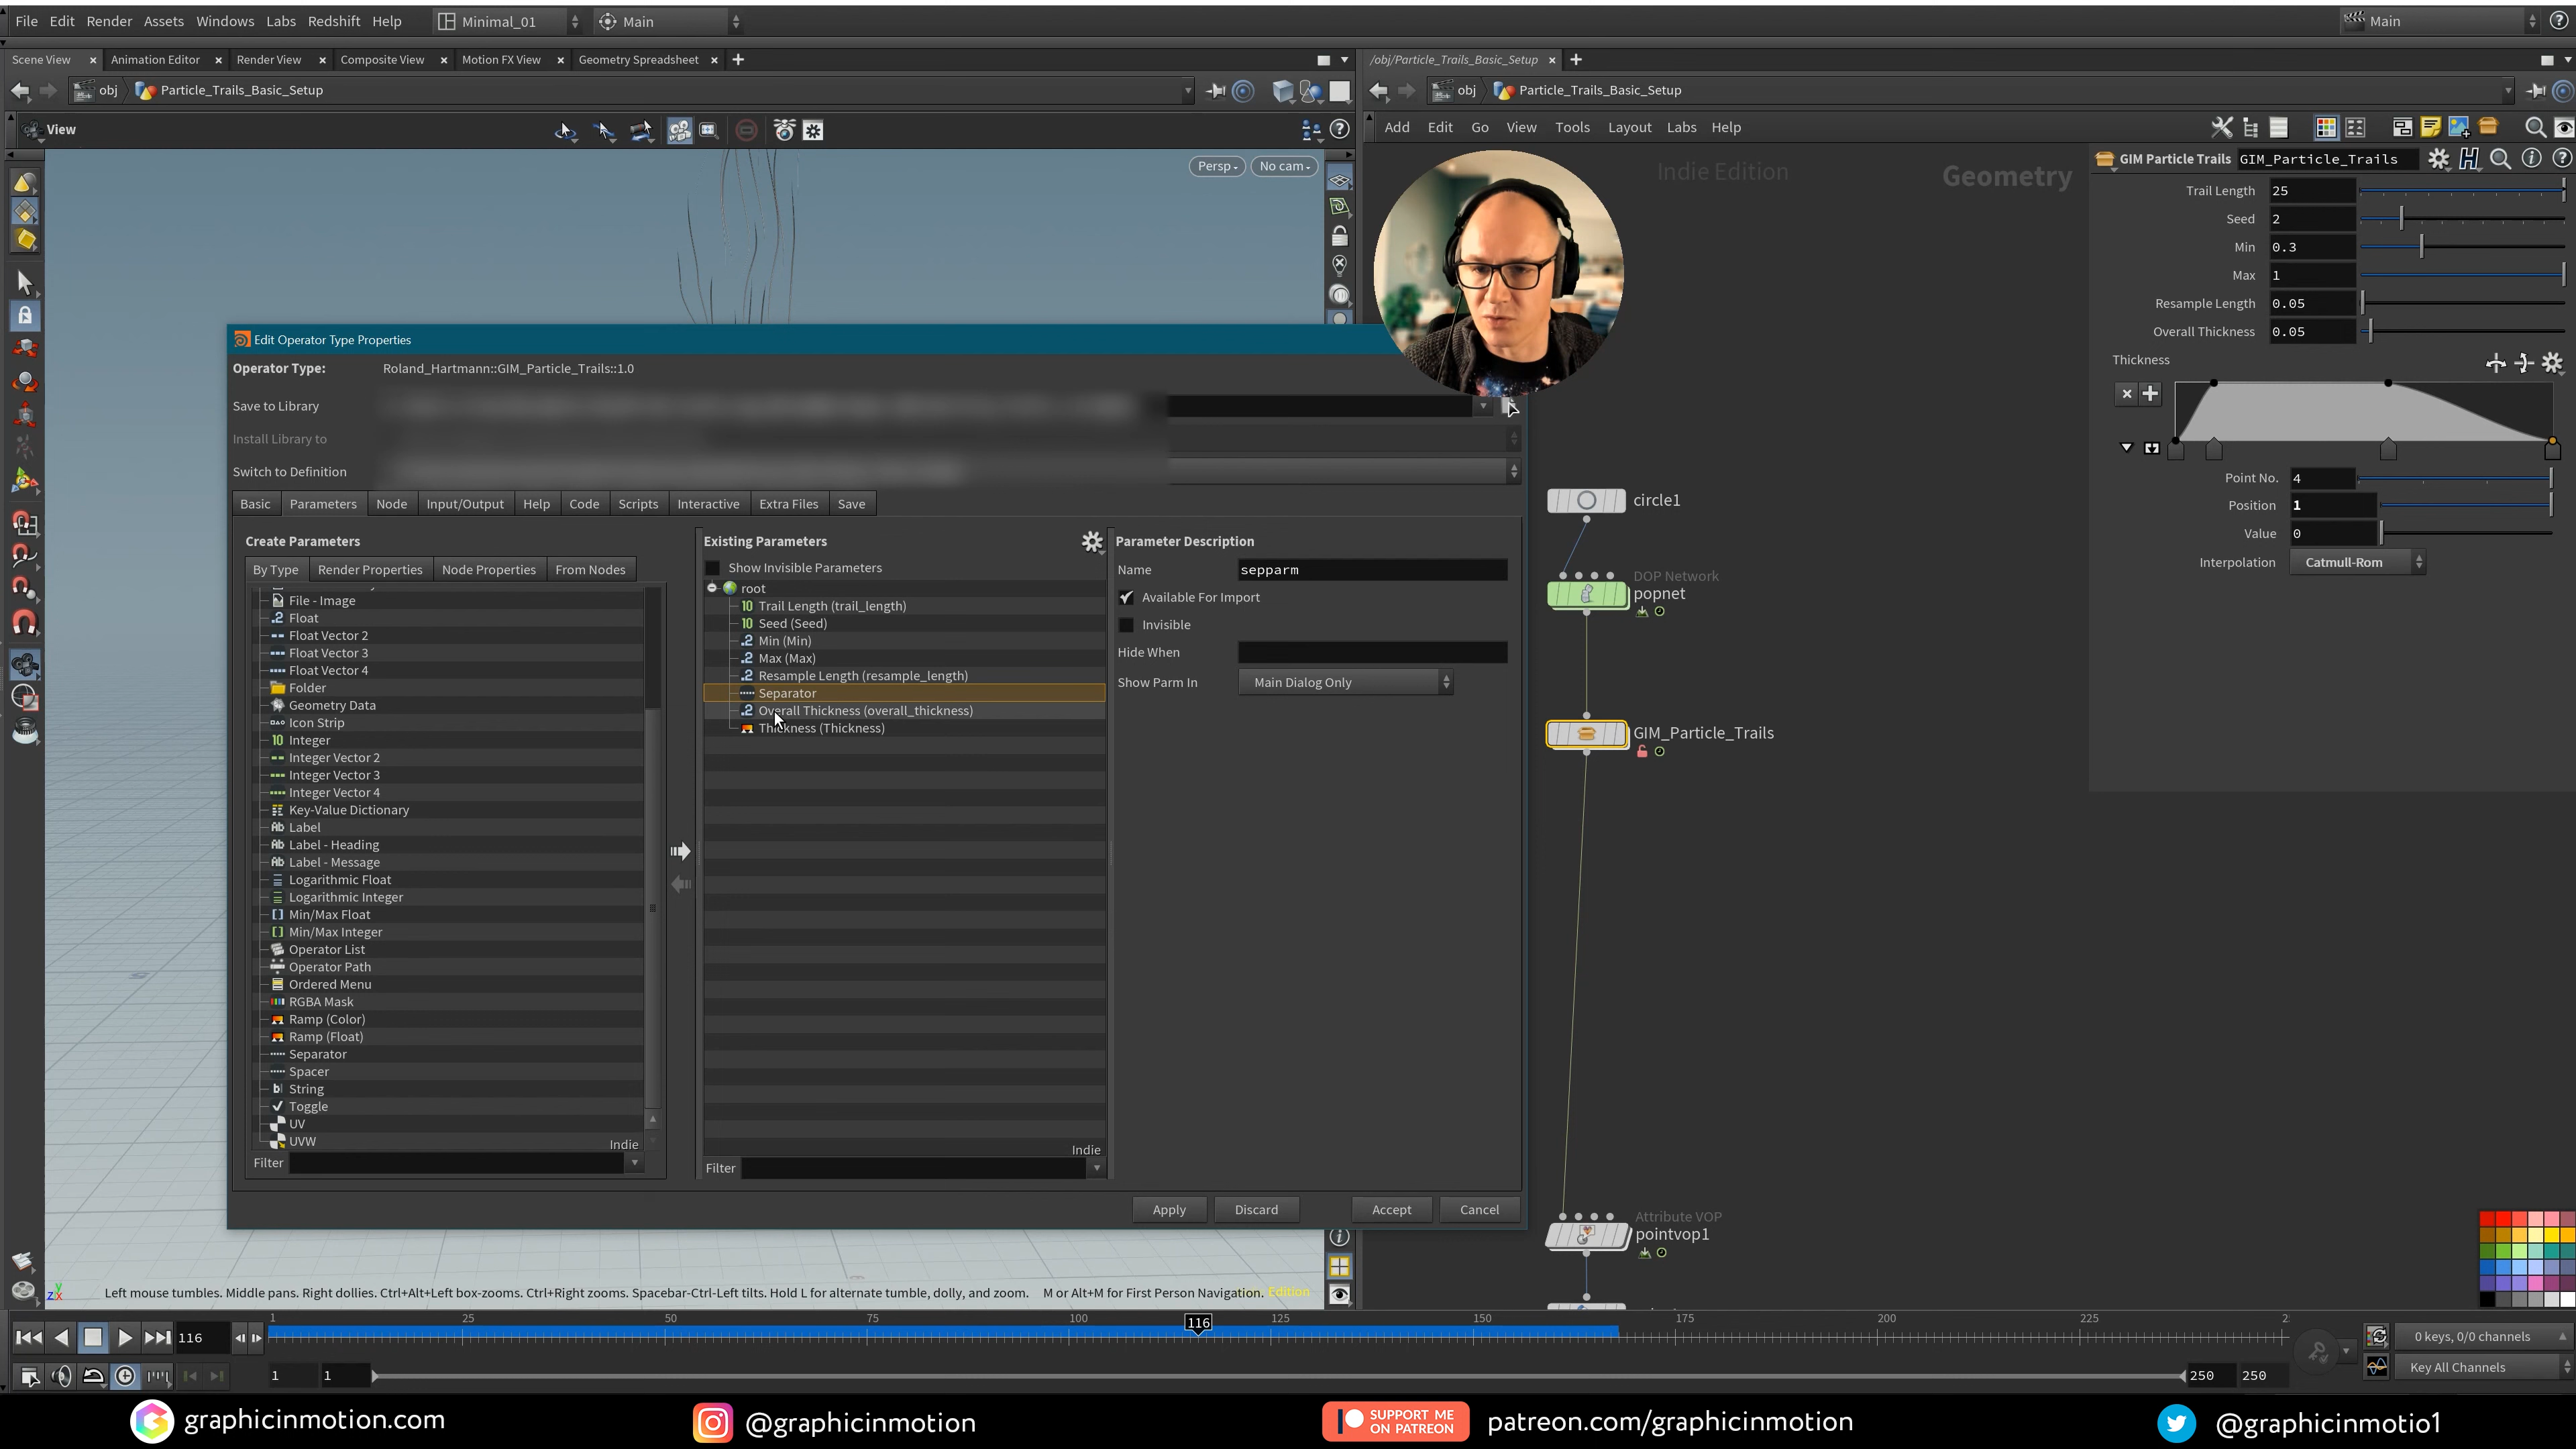 File Edit Render Assets Windows Labs Redshift Help Minimal_01 Main Main
Scene View Animation Editor Render View Composite View Motion FX View Geometry Spreadsheet /obj/Particle_Trails_Basic_Setup
obj Particle_Trails_Basic_Setup obj Particle_Trails_Basic_Setup
View
Add Edit Go View Tools Layout Labs Help
Persp No cam
Indie Edition Geometry
GIM Particle Trails GIM_Particle_Trails
Trail Length 25
Seed 2
Min 0.3
Max 1
Resample Length 0.05
Overall Thickness 0.05
Thickness
Point No. 4
Position 1
Value 0
Interpolation Catmull-Rom
Edit Operator Type Properties
Operator Type: Roland_Hartmann::GIM_Particle_Trails::1.0
Save to Library
Install Library to
Switch to Definition
Basic Parameters Node Input/Output Help Code Scripts Interactive Extra Files Save
Create Parameters
By Type Render Properties Node Properties From Nodes
File - Image
Float
Float Vector 2
Float Vector 3
Float Vector 4
Folder
Geometry Data
Icon Strip
Integer
Integer Vector 2
Integer Vector 3
Integer Vector 4
Key-Value Dictionary
Label
Label - Heading
Label - Message
Logarithmic Float
Logarithmic Integer
Min/Max Float
Min/Max Integer
Operator List
Operator Path
Ordered Menu
RGBA Mask
Ramp (Color)
Ramp (Float)
Separator
Spacer
String
Toggle
UV
UVW
Indie
Filter
Existing Parameters
Show Invisible Parameters
root
Trail Length (trail_length)
Seed (Seed)
Min (Min)
Max (Max)
Resample Length (resample_length)
Separator
Overall Thickness (overall_thickness)
Thickness (Thickness)
Indie
Filter
Parameter Description
Name sepparm
Available For Import
Invisible
Hide When
Show Parm In Main Dialog Only
Apply Discard Accept Cancel
circle1
DOP Network
popnet
GIM_Particle_Trails
Attribute VOP
pointvop1
Left mouse tumbles. Middle pans. Right dollies. Ctrl+Alt+Left box-zooms. Ctrl+Right zooms. Spacebar-Ctrl-Left tilts. Hold L for alternate tumble, dolly, and zoom. M or Alt+M for First Person Navigation. Edition
116 1 25 50 75 100 116 125 150 175 200 225 2
0 keys, 0/0 channels
1 1 250 250 Key All Channels
graphicinmotion.com @graphicinmotion SUPPORT ME ON PATREON patreon.com/graphicinmotion @graphicinmotio1